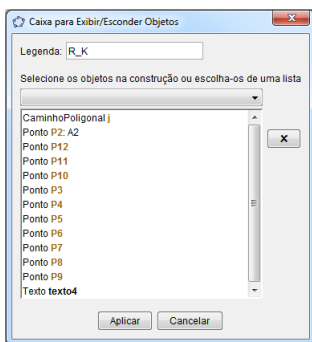 Caixa para Exibir/Esconder Objetos
Legenda: R_K
Selecione os objetos na construção ou escolha-os de uma lista
CaminhoPoligonal j
Ponto P2: A2
Ponto P12
Ponto P11
Ponto P10
Ponto P3
Ponto P4
Ponto P5
Ponto P6
Ponto P7
Ponto P8
Ponto P9
Texto texto4
Aplicar Cancelar